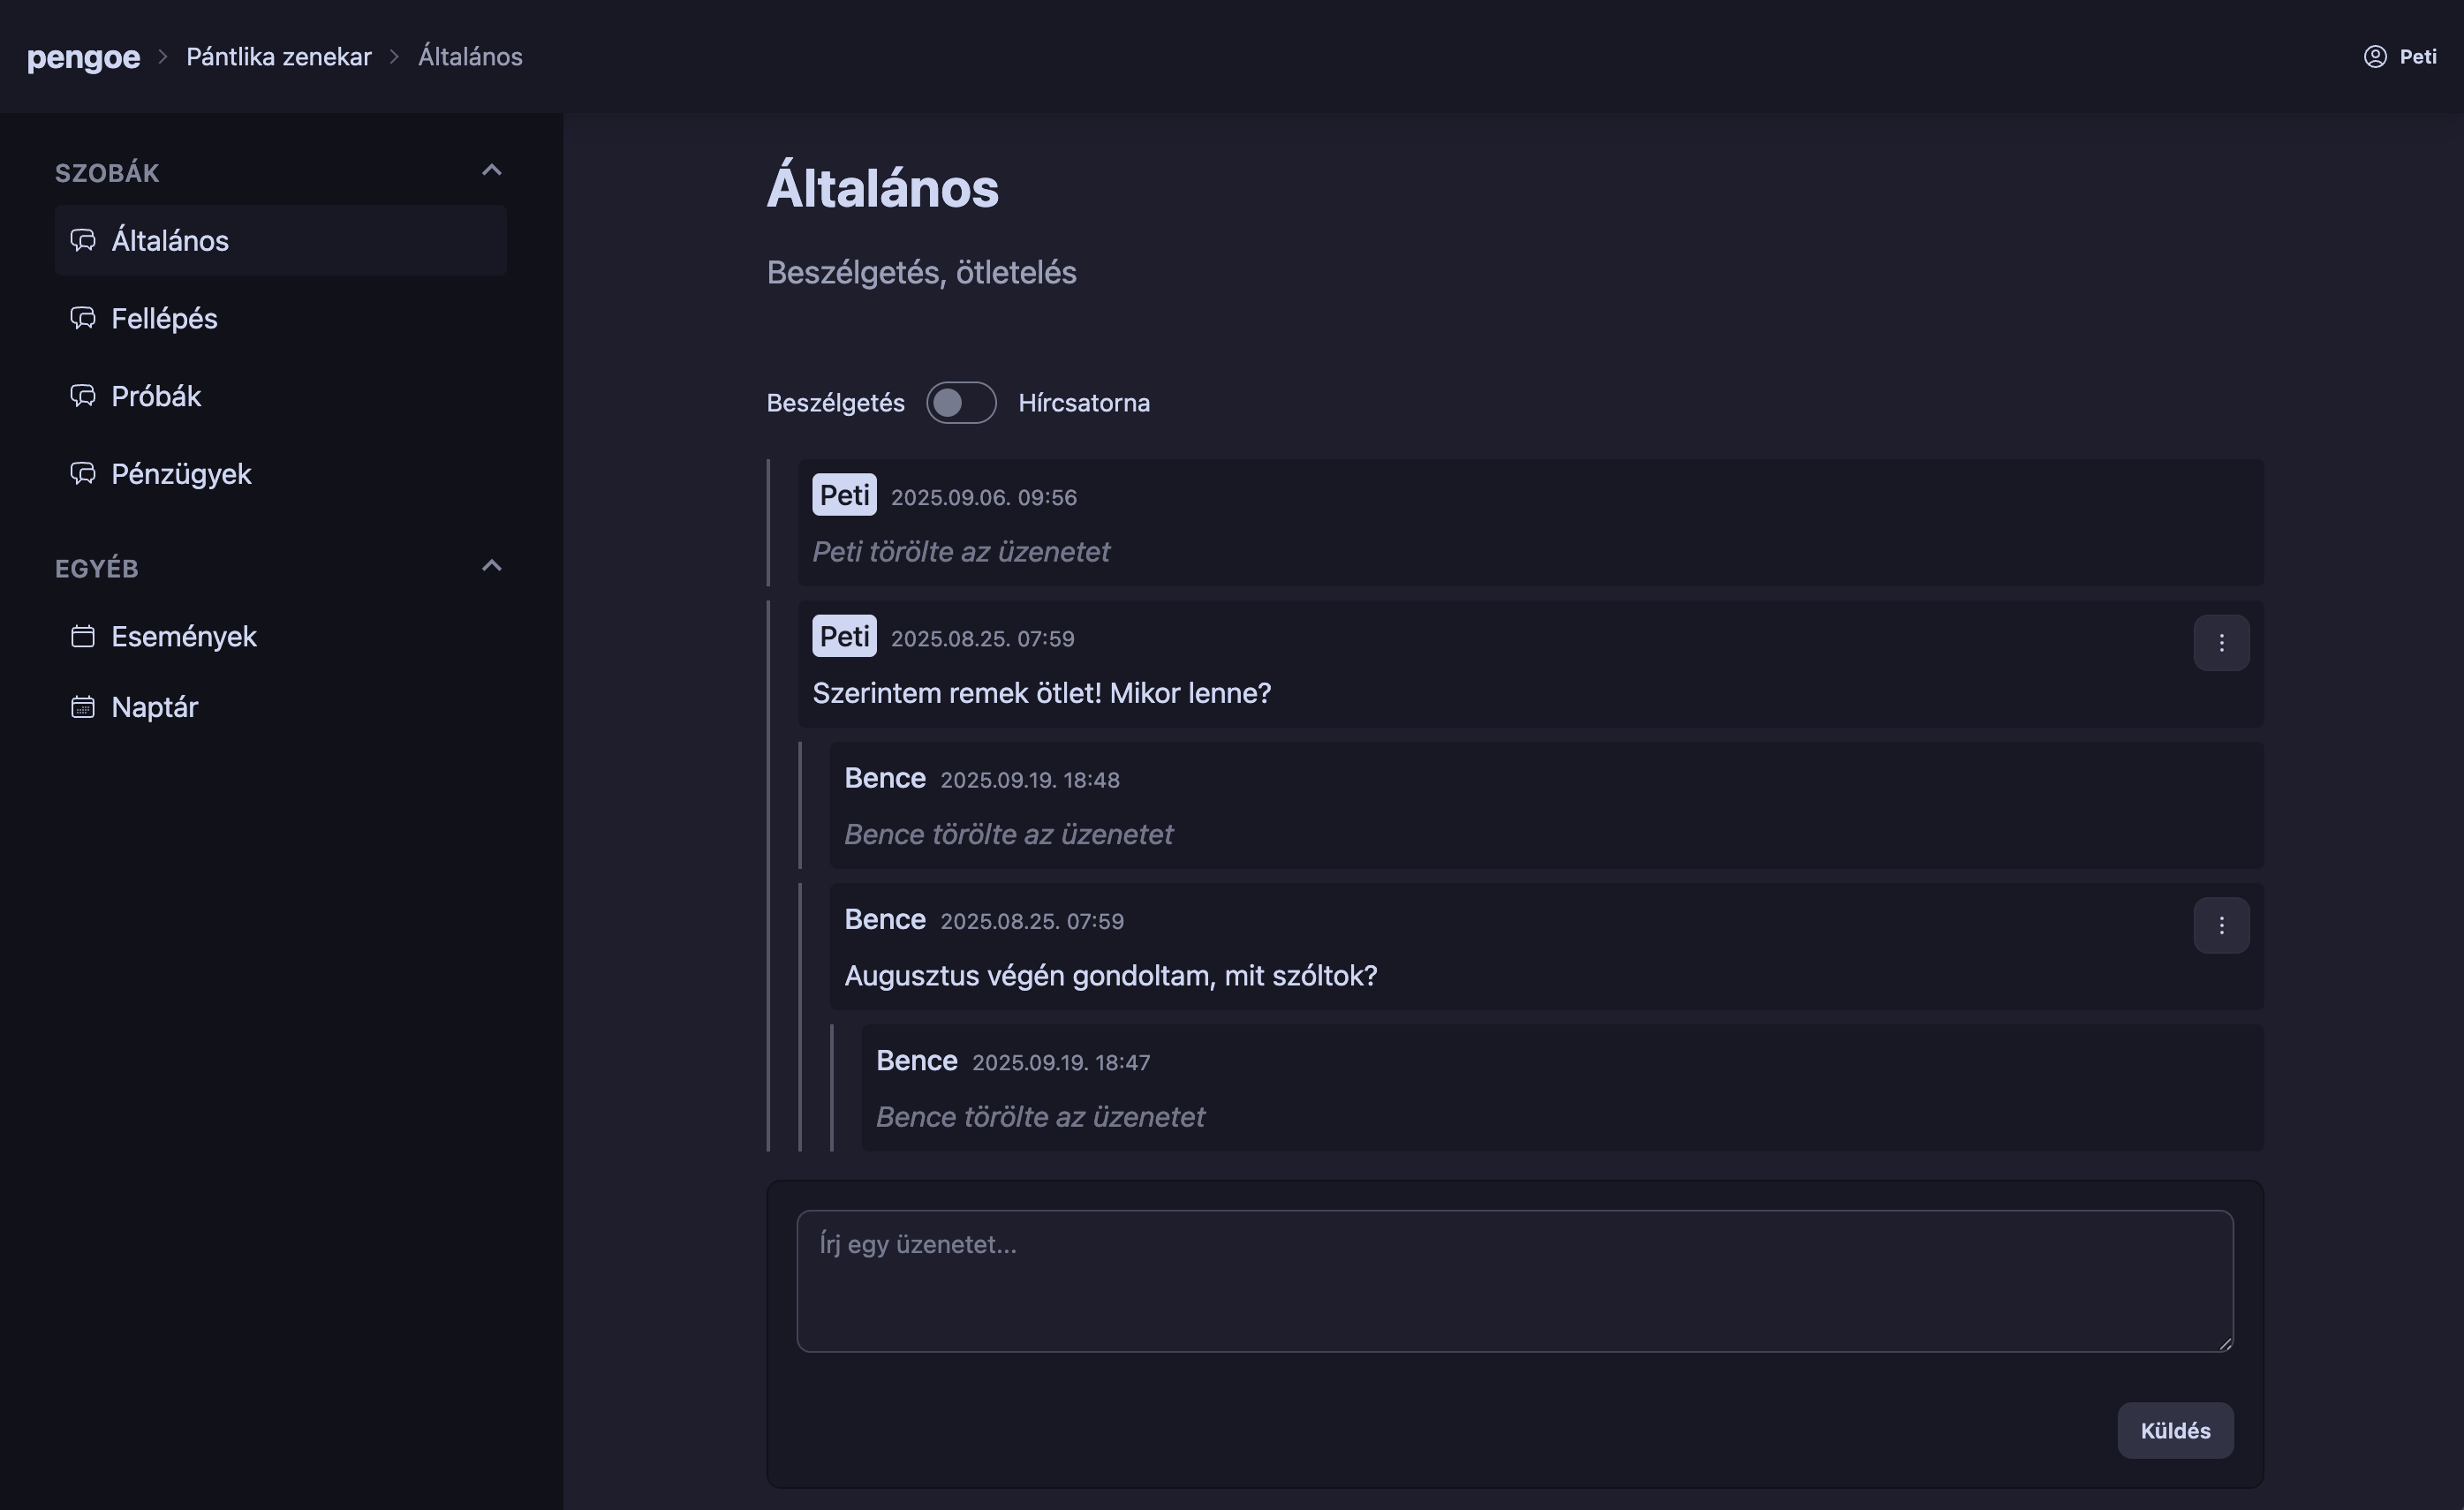 pengoe > Pántlika zenekar > Általános
Peti
SZOBÁK
Általános
Fellépés
Próbák
Pénzügyek
EGYÉB
Események
Naptár
Általános
Beszélgetés, ötletelés
Beszélgetés Hírcsatorna
Peti 2025.09.06. 09:56
Peti törölte az üzenetet
Peti 2025.08.25. 07:59
Szerintem remek ötlet! Mikor lenne?
Bence 2025.09.19. 18:48
Bence törölte az üzenetet
Bence 2025.08.25. 07:59
Augusztus végén gondoltam, mit szóltok?
Bence 2025.09.19. 18:47
Bence törölte az üzenetet
Írj egy üzenetet...
Küldés